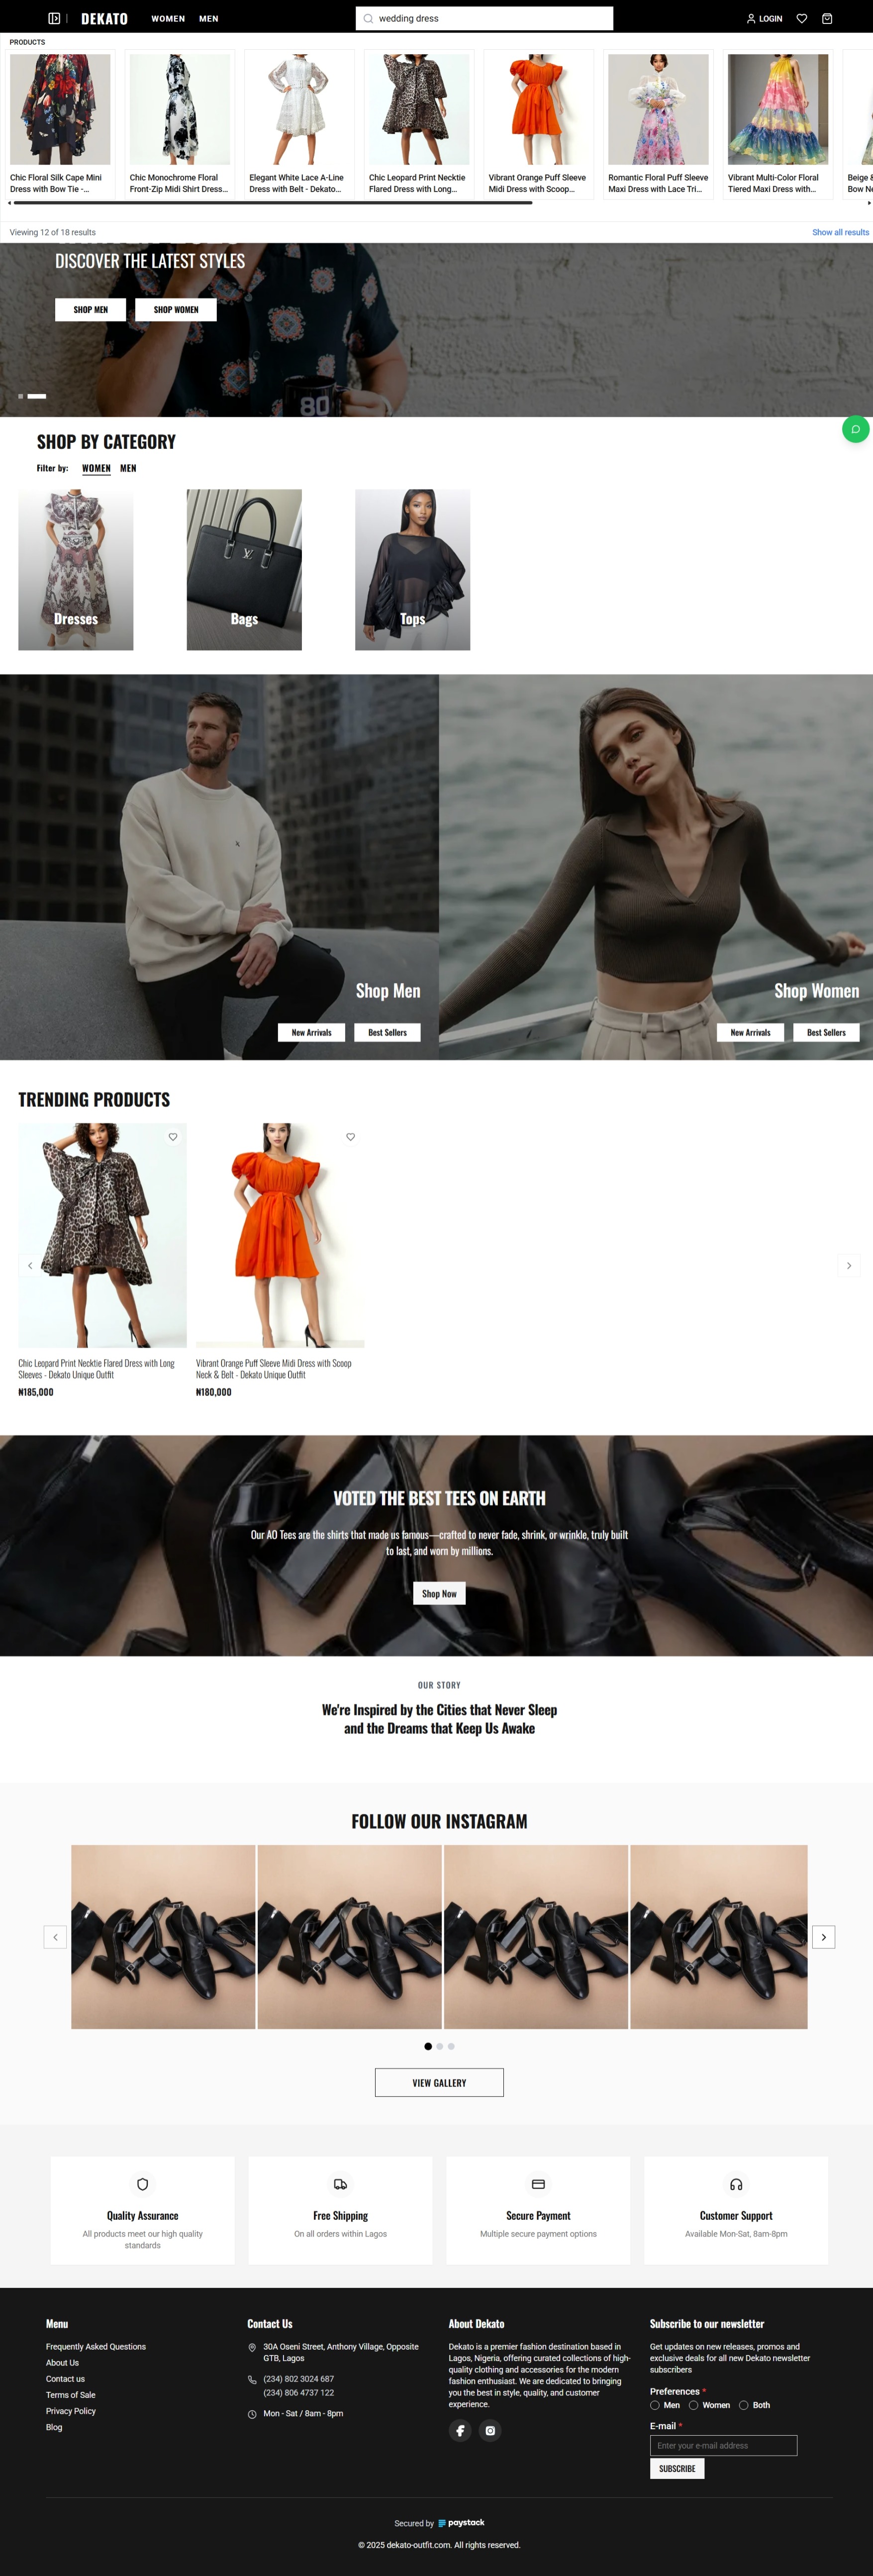 DEKATO
WOMEN
MEN
wedding dress
LOGIN
PRODUCTS
Chic Floral Silk Cape Mini
Dress with Bow Tie -...
Chic Monochrome Floral
Front-Zip Midi Shirt Dress...
Elegant White Lace A-Line
Dress with Belt - Dekato...
Chic Leopard Print Necktie
Flared Dress with Long...
Vibrant Orange Puff Sleeve
Midi Dress with Scoop...
Romantic Floral Puff Sleeve
Maxi Dress with Lace Tri...
Vibrant Multi-Color Floral
Tiered Maxi Dress with...
Viewing 12 of 18 results
Show all results
DISCOVER THE LATEST STYLES
SHOP MEN
SHOP WOMEN
80
SHOP BY CATEGORY
Filter by:
WOMEN
MEN
Dresses
Bags
Tops
Shop Men
New Arrivals
Best Sellers
Shop Women
New Arrivals
Best Sellers
TRENDING PRODUCTS
Chic Leopard Print Necktie Flared Dress with Long
Sleeves - Dekato Unique Outfit
₦185,000
Vibrant Orange Puff Sleeve Midi Dress with Scoop
Neck & Belt - Dekato Unique Outfit
₦180,000
VOTED THE BEST TEES ON EARTH
Our AO Tees are the shirts that made us famous—crafted to never fade, shrink, or wrinkle, truly built
to last, and worn by millions.
Shop Now
OUR STORY
We're Inspired by the Cities that Never Sleep
and the Dreams that Keep Us Awake
FOLLOW OUR INSTAGRAM
VIEW GALLERY
Quality Assurance
All products meet our high quality
standards
Free Shipping
On all orders within Lagos
Secure Payment
Multiple secure payment options
Customer Support
Available Mon-Sat, 8am-8pm
Menu
Frequently Asked Questions
About Us
Contact us
Terms of Sale
Privacy Policy
Blog
Contact Us
30A Oseni Street, Anthony Village, Opposite
GTB, Lagos
(234) 802 3024 687
(234) 806 4737 122
Mon - Sat / 8am - 8pm
About Dekato
Dekato is a premier fashion destination based in
Lagos, Nigeria, offering curated collections of high-
quality clothing and accessories for the modern
fashion enthusiast. We are dedicated to bringing
you the best in style, quality, and customer
experience.
Subscribe to our newsletter
Get updates on new releases, promos and
exclusive deals for all new Dekato newsletter
subscribers
Preferences *
Men
Women
Both
E-mail *
Enter your e-mail address
SUBSCRIBE
Secured by paystack
© 2025 dekato-outfit.com. All rights reserved.